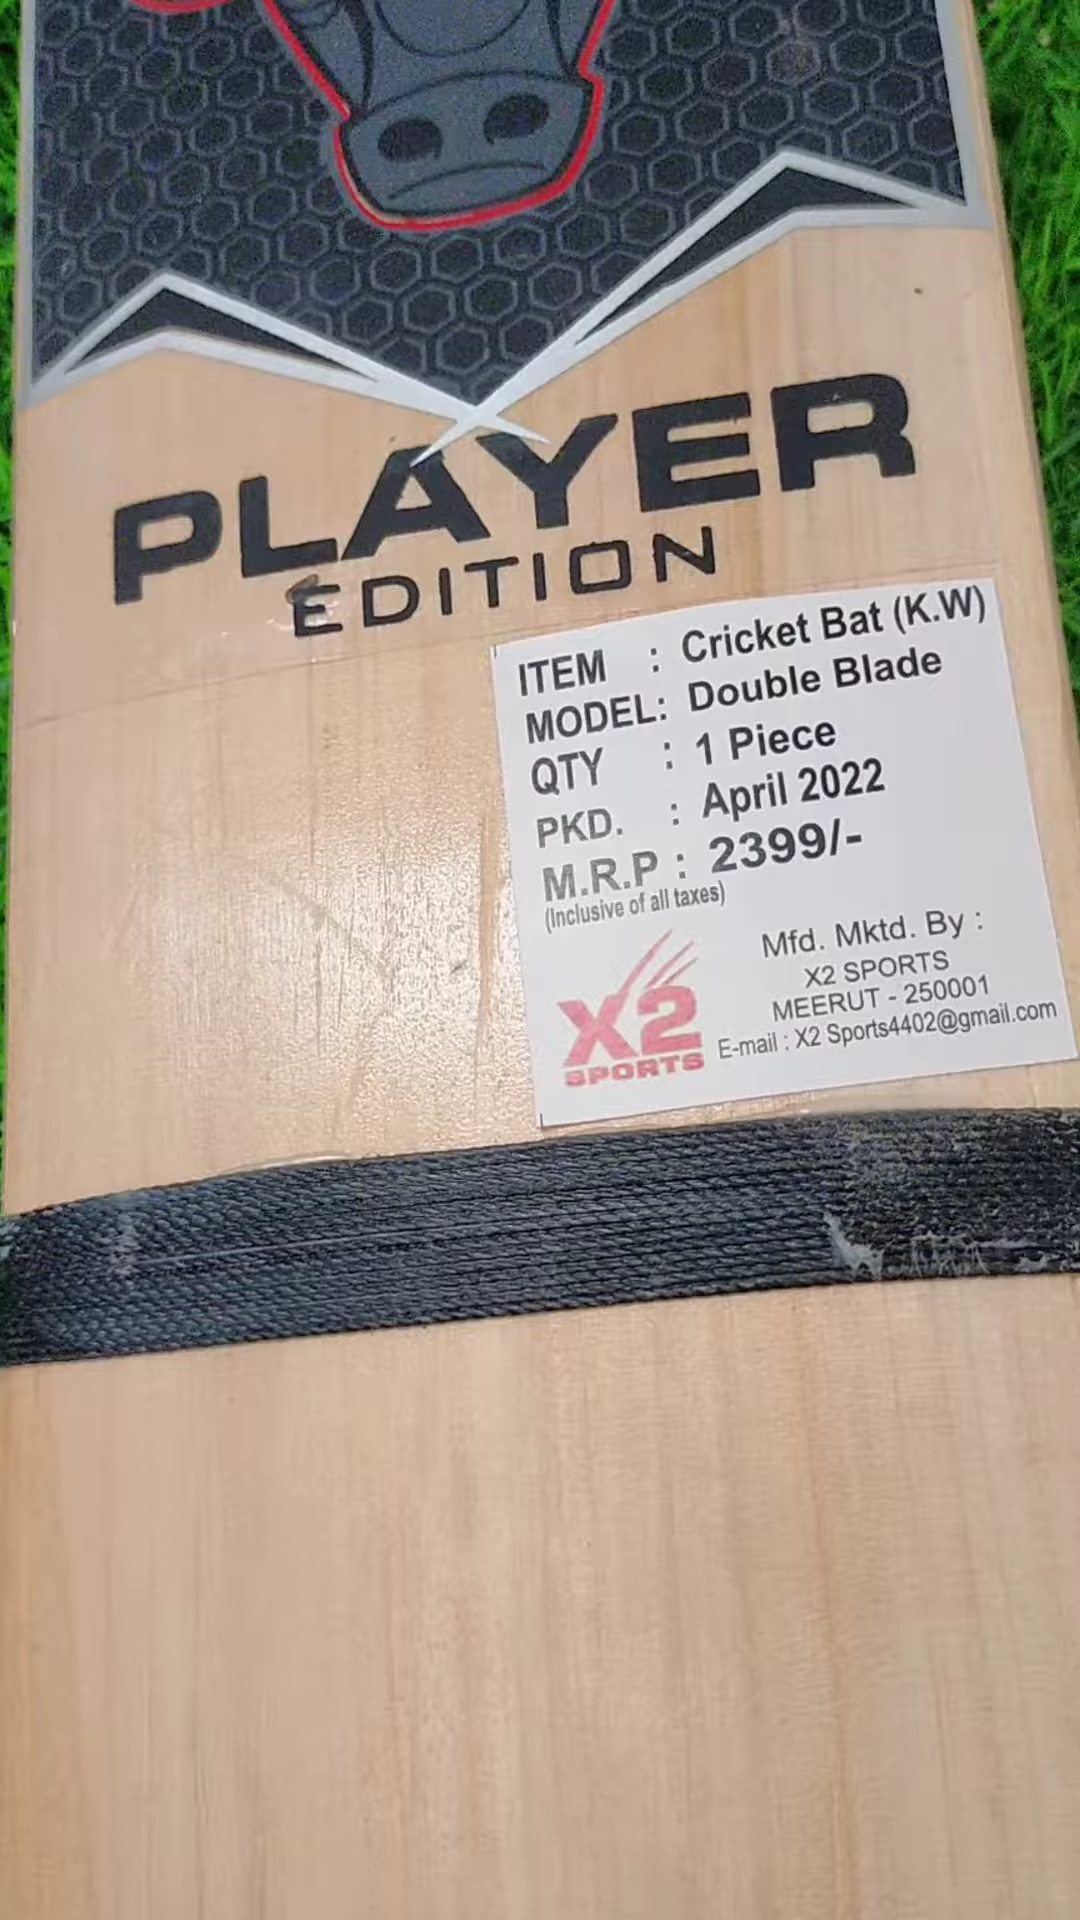 PLAYER
EDITION
ITEM : Cricket Bat (K.W)
MODEL: Double Blade
QTY : 1 Piece
PKD. : April 2022
M.R.P : 2399/-
(Inclusive of all taxes)
X2
SPORTS
Mfd. Mktd. By :
X2 SPORTS
MEERUT - 250001
E-mail : X2 Sports4402@gmail.com